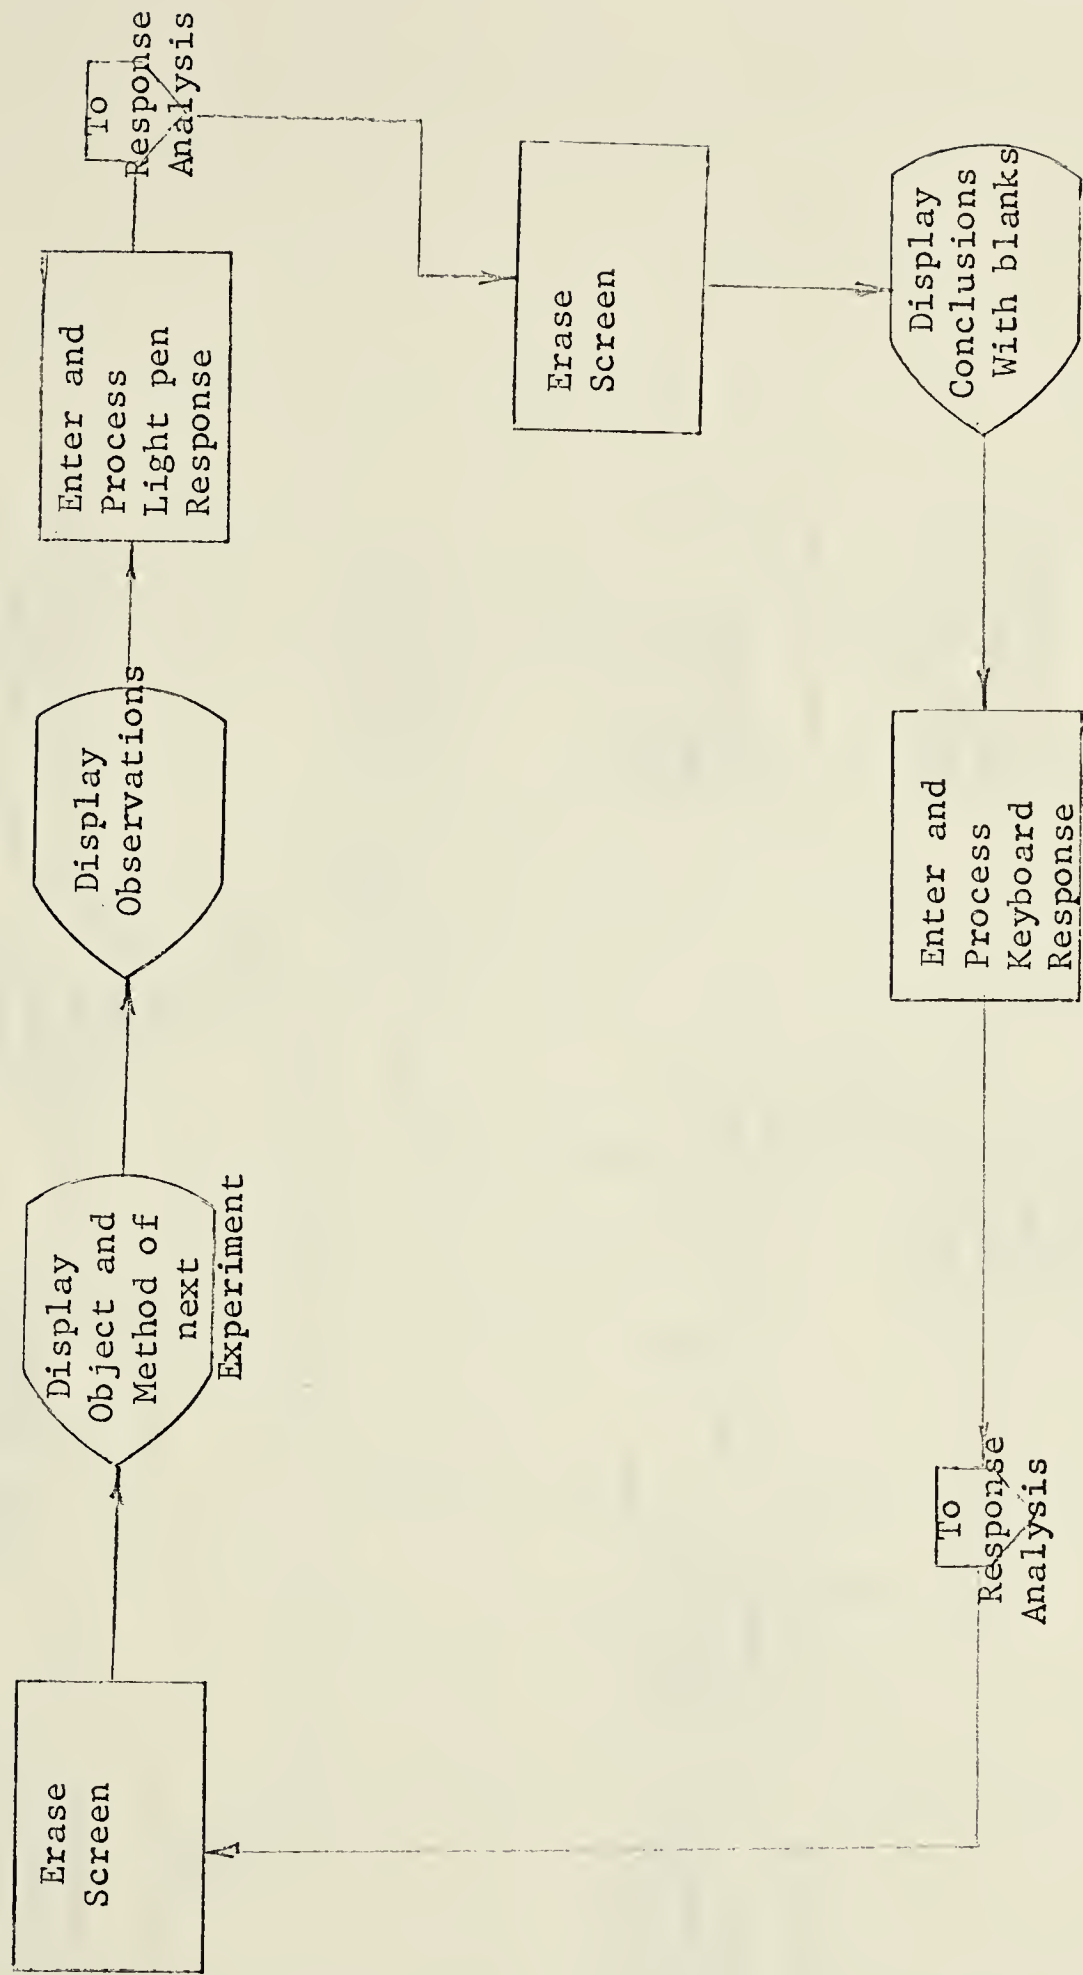 Erase
Screen
Display
Object and
Method of
next
Experiment
Display
Observations
Enter and
Process
Light pen
Response
To
Response
Analysis
Erase
Screen
Display
Conclusions
With blanks
Enter and
Process
Keyboard
Response
To
Response
Analysis